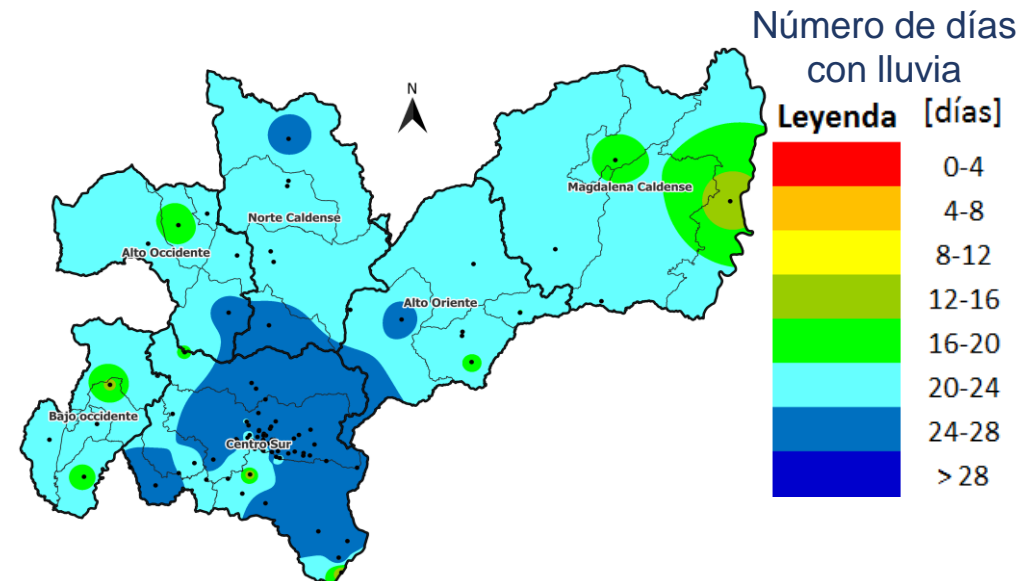 Número de días
con lluvia
Leyenda [días]
0-4
4-8
8-12
12-16
16-20
20-24
24-28
> 28
N
Magdalena Caldense
Norte Caldense
Alto Occidente
Alto Oriente
Bajo occidente
Centro Sur